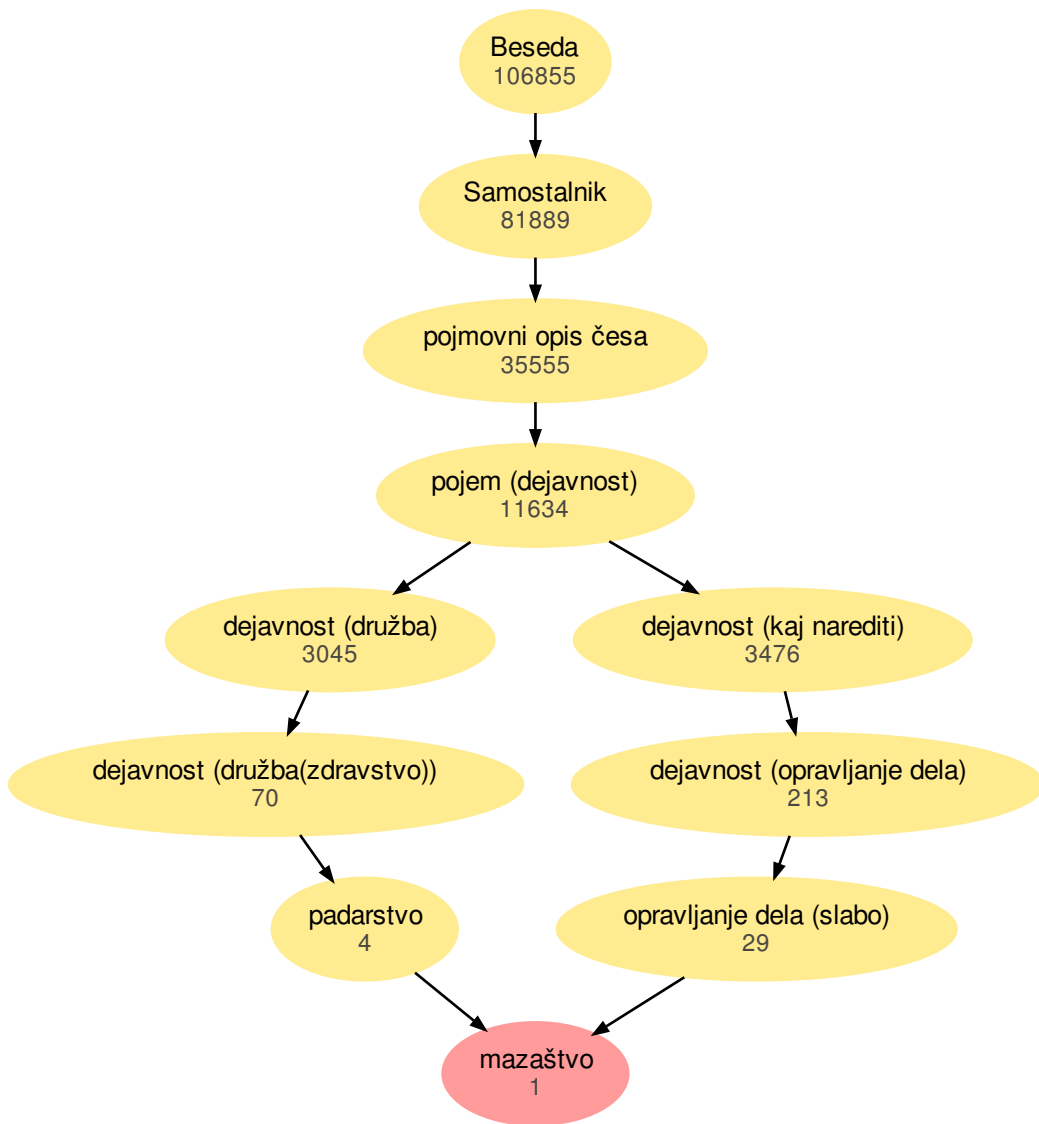 Beseda
106855
Samostalnik
81889
pojmovni opis česa
35555
pojem (dejavnost)
11634
dejavnost (družba)
3045
dejavnost (kaj narediti)
3476
dejavnost (družba(zdravstvo))
70
dejavnost (opravljanje dela)
213
padarstvo
4
opravljanje dela (slabo)
29
mazaštvo
1